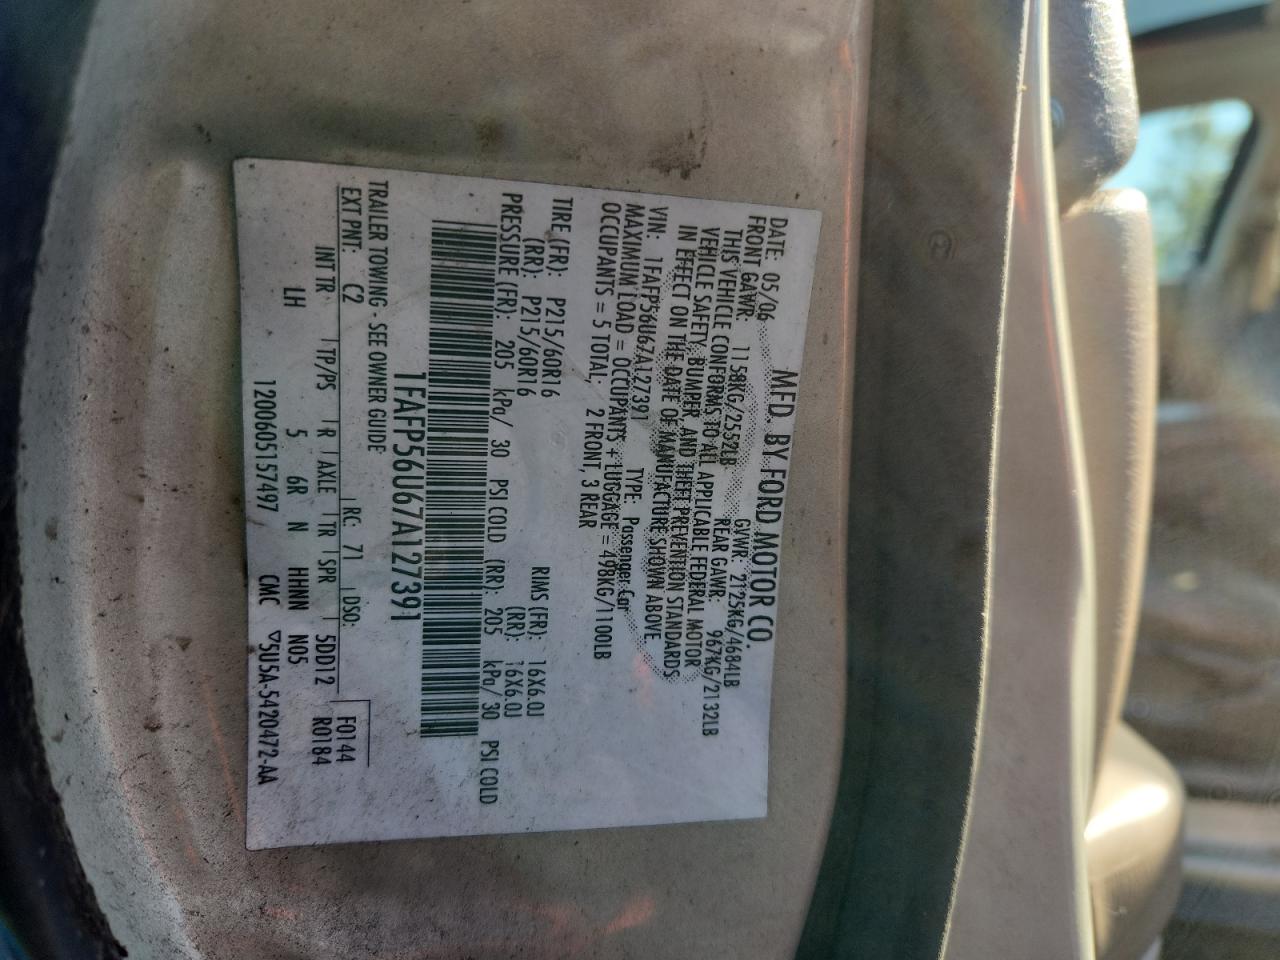 MFD. BY FORD MOTOR CO.
DATE: 05/06 GVWR: 2125KG/4684LB
FRONT GAWR: 1158KG/2552LB REAR GAWR: 967KG/2132LB
THIS VEHICLE CONFORMS TO ALL APPLICABLE FEDERAL MOTOR
VEHICLE SAFETY, BUMPER, AND THEFT PREVENTION STANDARDS
IN EFFECT ON THE DATE OF MANUFACTURE SHOWN ABOVE
VIN: 1FAFP56U67A127391 TYPE: Passenger Car
MAXIMUM LOAD = OCCUPANTS + LUGGAGE = 498KG/1100LB
OCCUPANTS = 5 TOTAL, 2 FRONT, 3 REAR
TIRE (FR): P215/60R16 RIMS (FR): 16X6.0J
(RR): P215/60R16 (RR): 16X6.0J
PRESSURE (FR): 205 kPa/ 30 PSI COLD (RR): 205 kPa/ 30 PSI COLD
1FAFP56U67A127391
TRAILER TOWING - SEE OWNER GUIDE
F0144
EXT PNT: C2 RC: 71 DSO: R0184
INT TR TP/PS R AXLE TR SPR 5DD12
LH 5 6R N HHNN N05
1200605157497 CMC ▽5U5A-5420472-AA